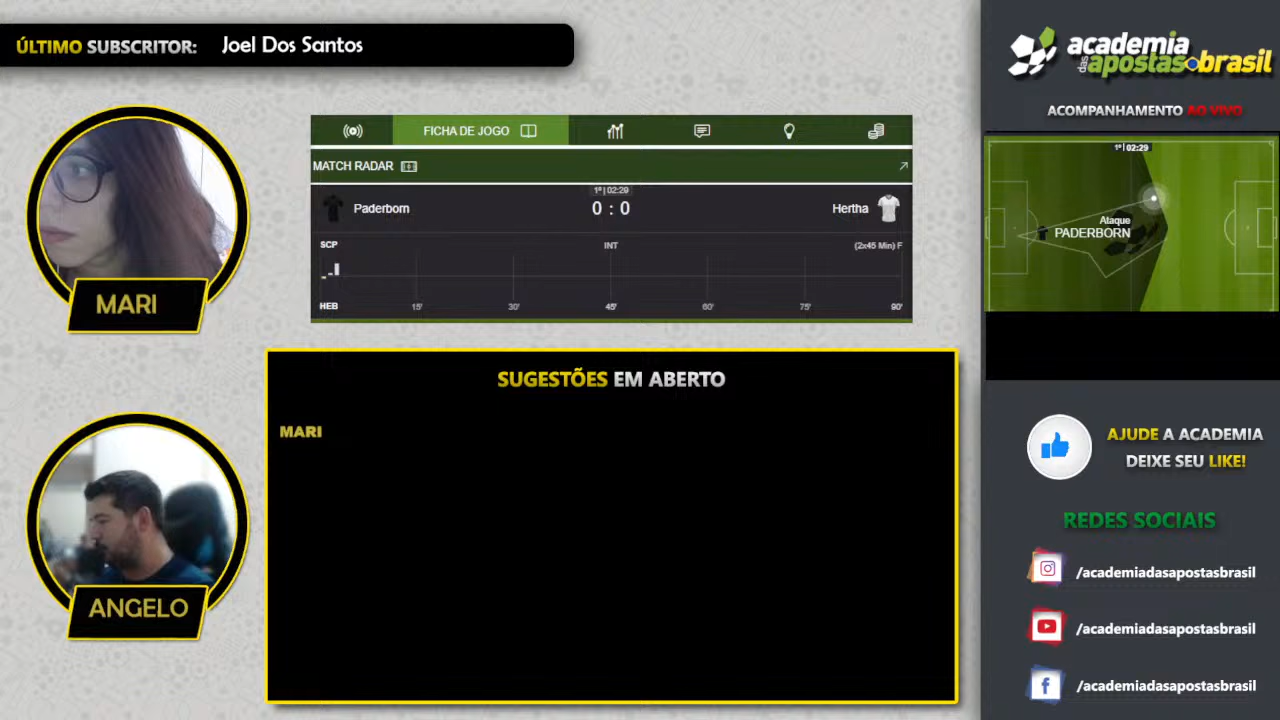 ÚLTIMO SUBSCRITOR: Joel Dos Santos
MARI
ANGELO
FICHA DE JOGO
MATCH RADAR
1º | 02:29
Paderborn 0 : 0 Hertha
SCP INT (2x45 Min) F
HEB 15' 30' 45' 60' 75' 90'
SUGESTÕES EM ABERTO
MARI
academia
das apostas brasil
ACOMPANHAMENTO AO VIVO
1º | 02:29
Ataque
PADERBORN
AJUDE A ACADEMIA
DEIXE SEU LIKE!
REDES SOCIAIS
/academiadasapostasbrasil
/academiadasapostasbrasil
/academiadasapostasbrasil